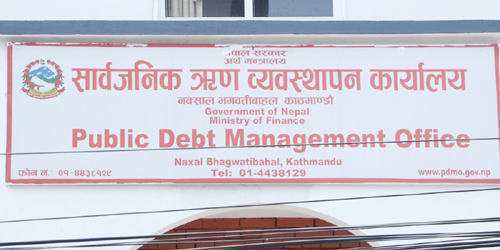 नेपाल सरकार
अर्थ मन्त्रालय
सार्वजनिक ऋण व्यवस्थापन कार्यालय
नक्साल भगवतीबहाल, काठमाण्डौ
Government of Nepal
Ministry of Finance
Public Debt Management Office
Naxal Bhagwatibahal, Kathmandu
फोन नं. ०१-४४३८१२९ Tel: 01-4438129 www.pdmo.gov.np